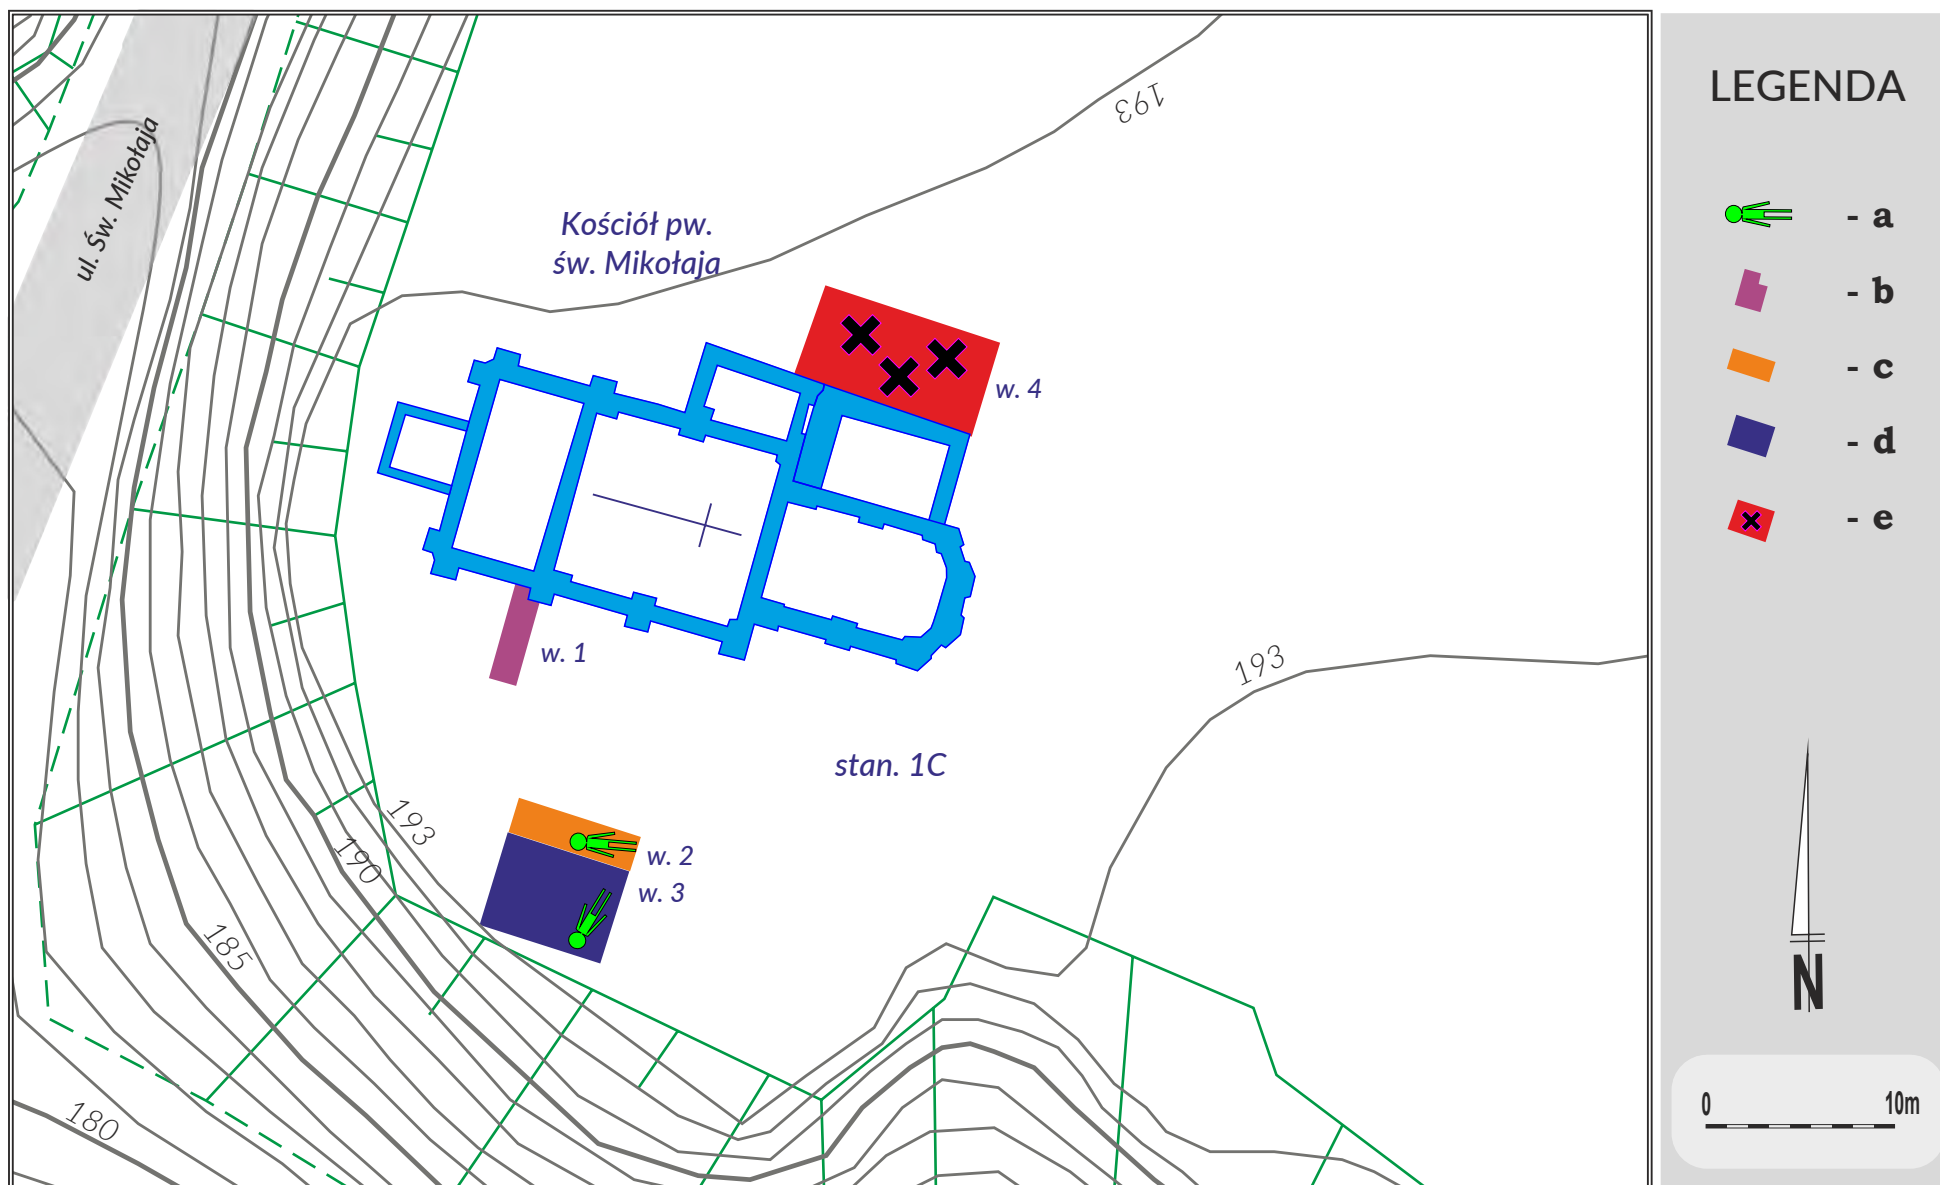 ul. Św. Mikołaja
193
Kościół pw.
św. Mikołaja
w. 4
w. 1
193
stan. 1C
193
190
w. 2
w. 3
185
180
LEGENDA
- a
- b
- c
- d
- e
N
0 10m